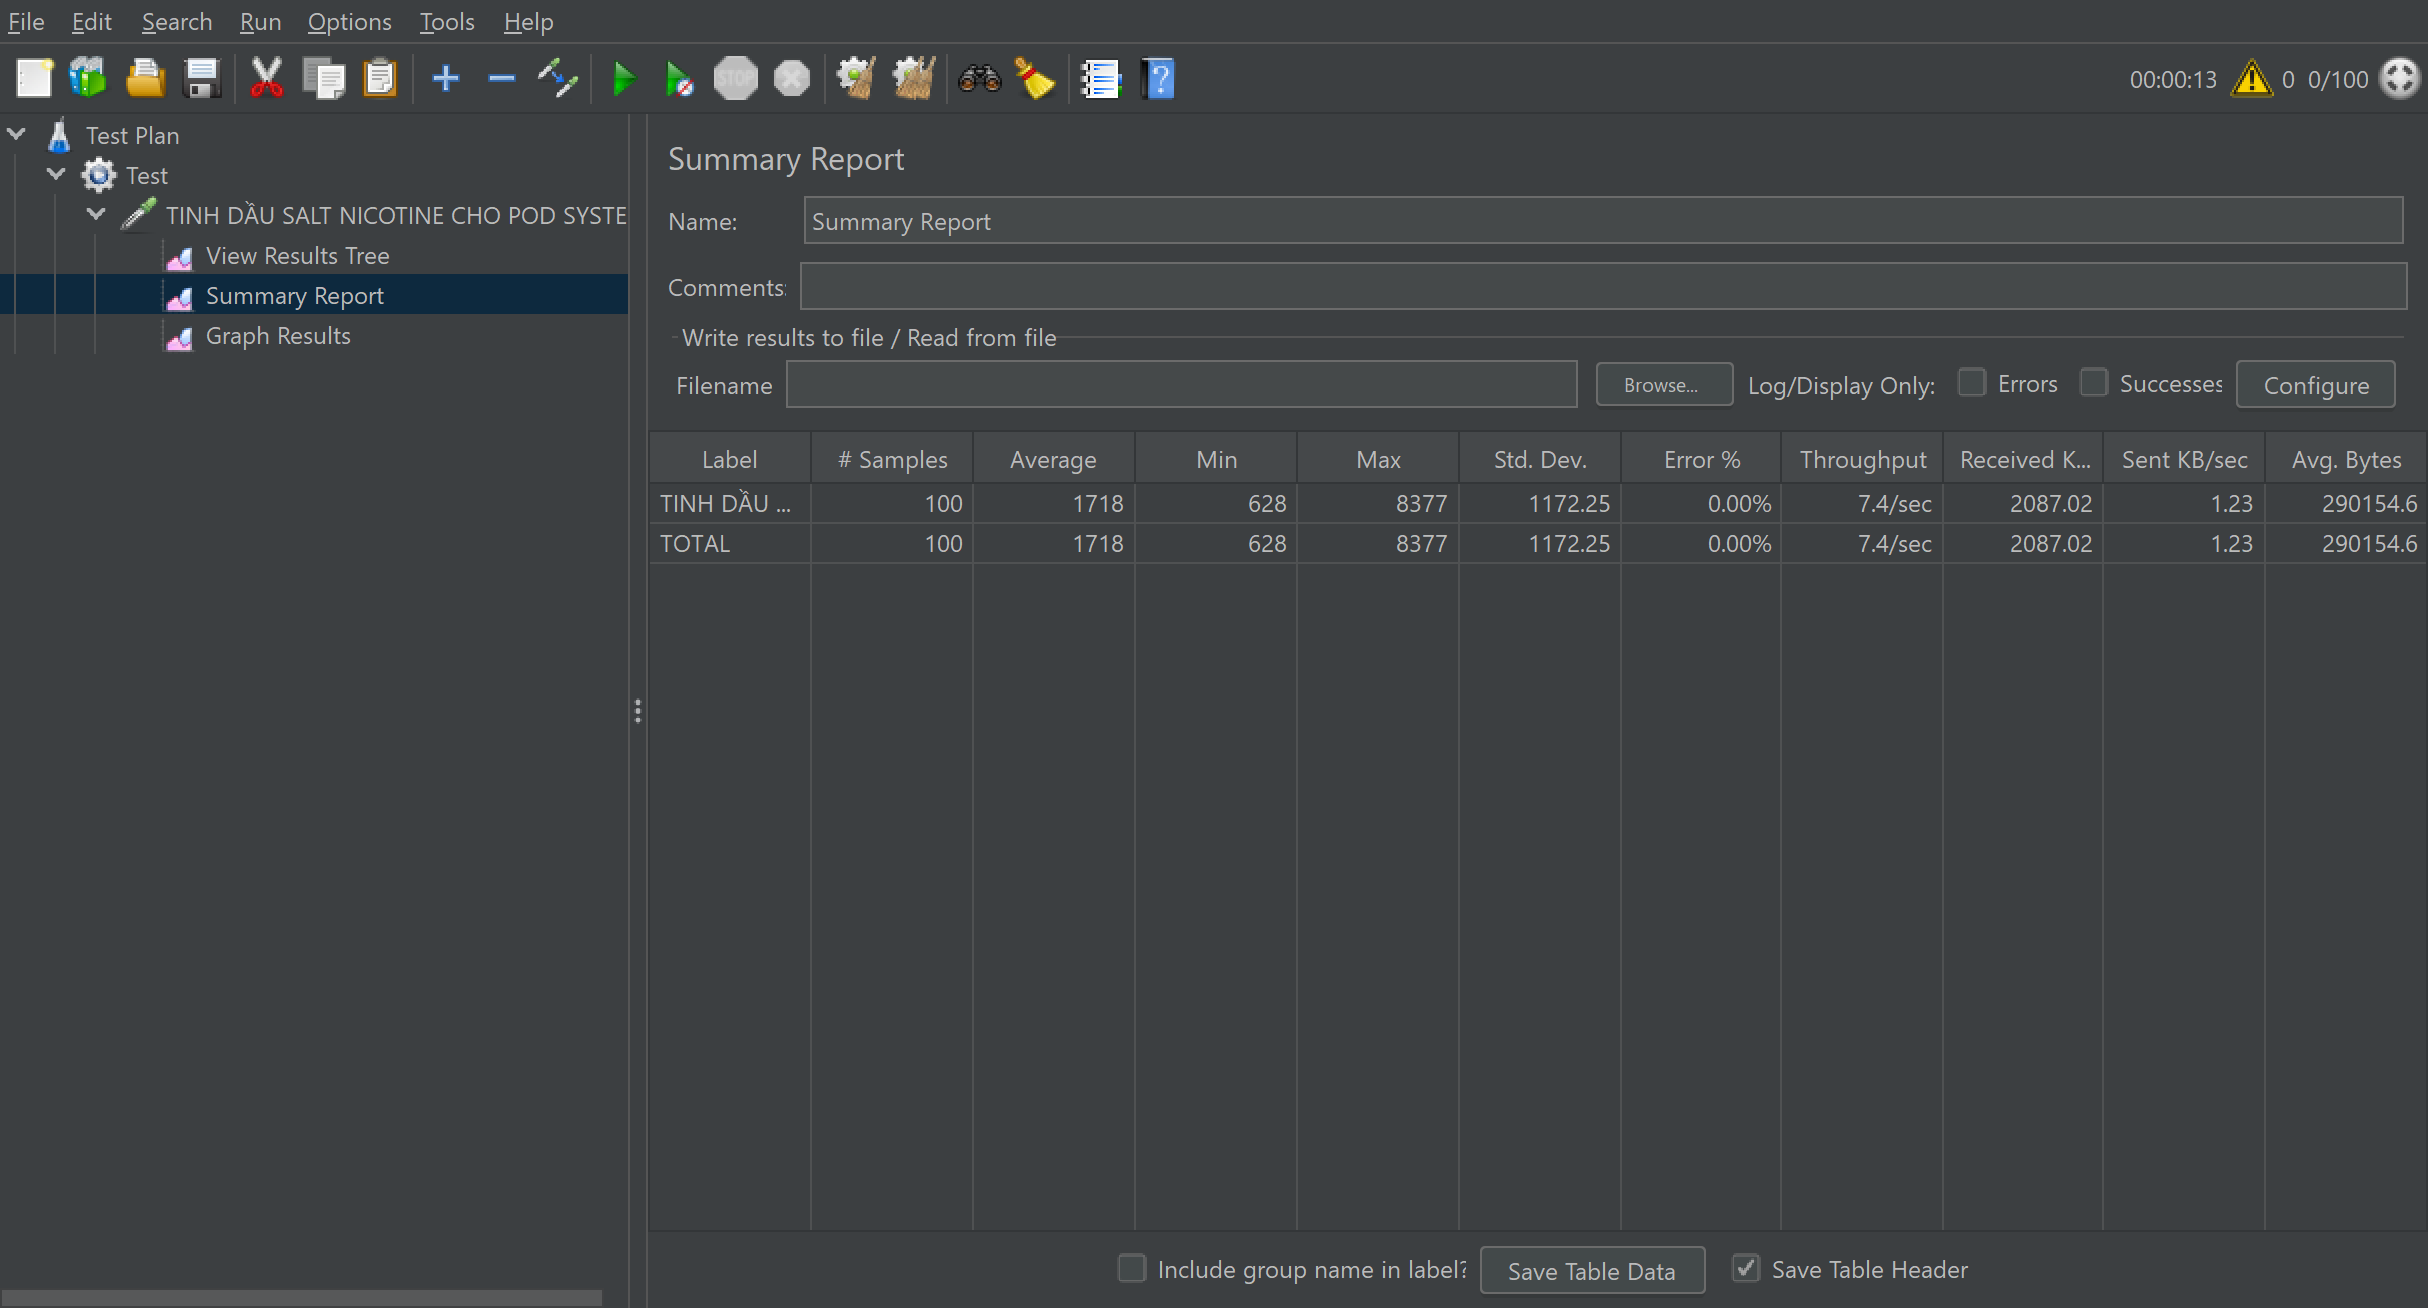 File Edit Search Run Options Tools Help
STOP ? 00:00:13 0 0/100
Test Plan
Test
TINH DẦU SALT NICOTINE CHO POD SYSTE
View Results Tree
Summary Report
Graph Results
Summary Report
Name: Summary Report
Comments:
Write results to file / Read from file
Filename Browse... Log/Display Only: Errors Successes Configure
Label # Samples Average Min Max Std. Dev. Error % Throughput Received K... Sent KB/sec Avg. Bytes
TINH DẦU ... 100 1718 628 8377 1172.25 0.00% 7.4/sec 2087.02 1.23 290154.6
TOTAL 100 1718 628 8377 1172.25 0.00% 7.4/sec 2087.02 1.23 290154.6
Include group name in label? Save Table Data Save Table Header